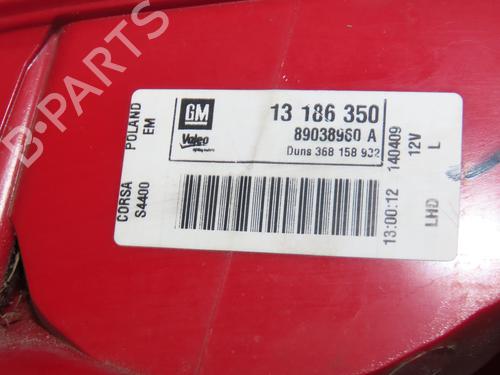 B-PARTS
GM
Valeo
13 186 350
89038960 A
Duns 368 158 932
CORSA POLAND
S4400 EM
13:00:12 140409
12V
LHD L